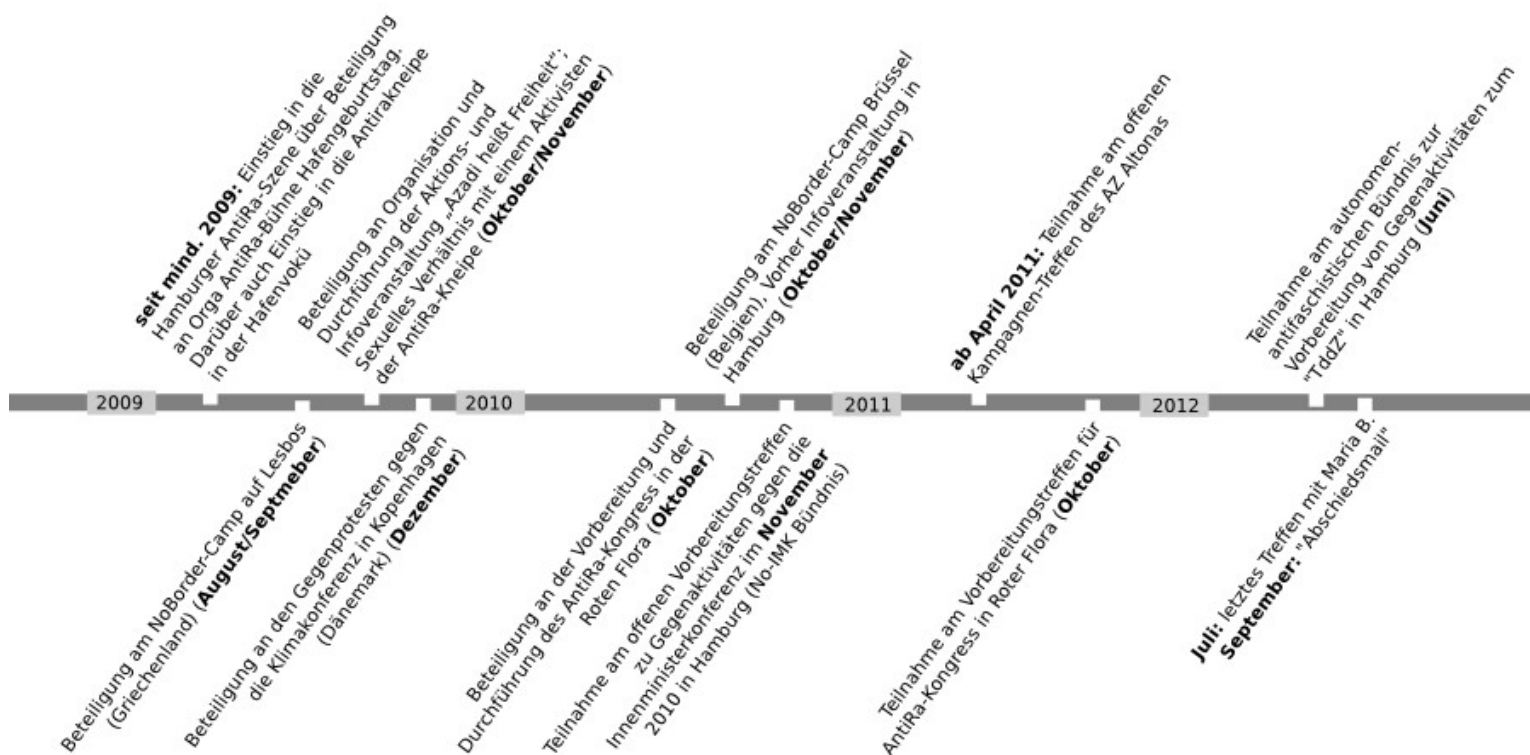 seit mind. 2009: Einstieg in die
Hamburger AntiRa-Szene über Beteiligung
an Orga AntiRa-Bühne Hafengeburtstag.
Darüber auch Einstieg in die Antirakneipe
in der Hafenvokü
Beteiligung an Organisation und
Durchführung der Aktions- und
Infoveranstaltung „Azadi heißt Freiheit“;
Sexuelles Verhältnis mit einem Aktivisten
der AntiRa-Kneipe (Oktober/November)
Beteiligung am NoBorder-Camp Brüssel
(Belgien), Vorher Infoveranstaltung in
Hamburg (Oktober/November)
ab April 2011: Teilnahme am offenen
Kampagnen-Treffen des AZ Altonas
Teilnahme am autonomen-
antifaschistischen Bündnis zur
Vorbereitung von Gegenaktivitäten zum
"TddZ" in Hamburg (Juni)
2009
2010
2011
2012
Beteiligung am NoBorder-Camp auf Lesbos
(Griechenland) (August/Septmeber)
Beteiligung an den Gegenprotesten gegen
die Klimakonferenz in Kopenhagen
(Dänemark) (Dezember)
Beteiligung an der Vorbereitung und
Durchführung des AntiRa-Kongress in der
Roten Flora (Oktober)
Teilnahme am offenen Vorbereitungstreffen
zu Gegenaktivitäten gegen die
Innenministerkonferenz im November
2010 in Hamburg (No-IMK Bündnis)
Teilnahme am Vorbereitungstreffen für
AntiRa-Kongress in Roter Flora (Oktober)
Juli: letztes Treffen mit Maria B.
September: "Abschiedsmail"